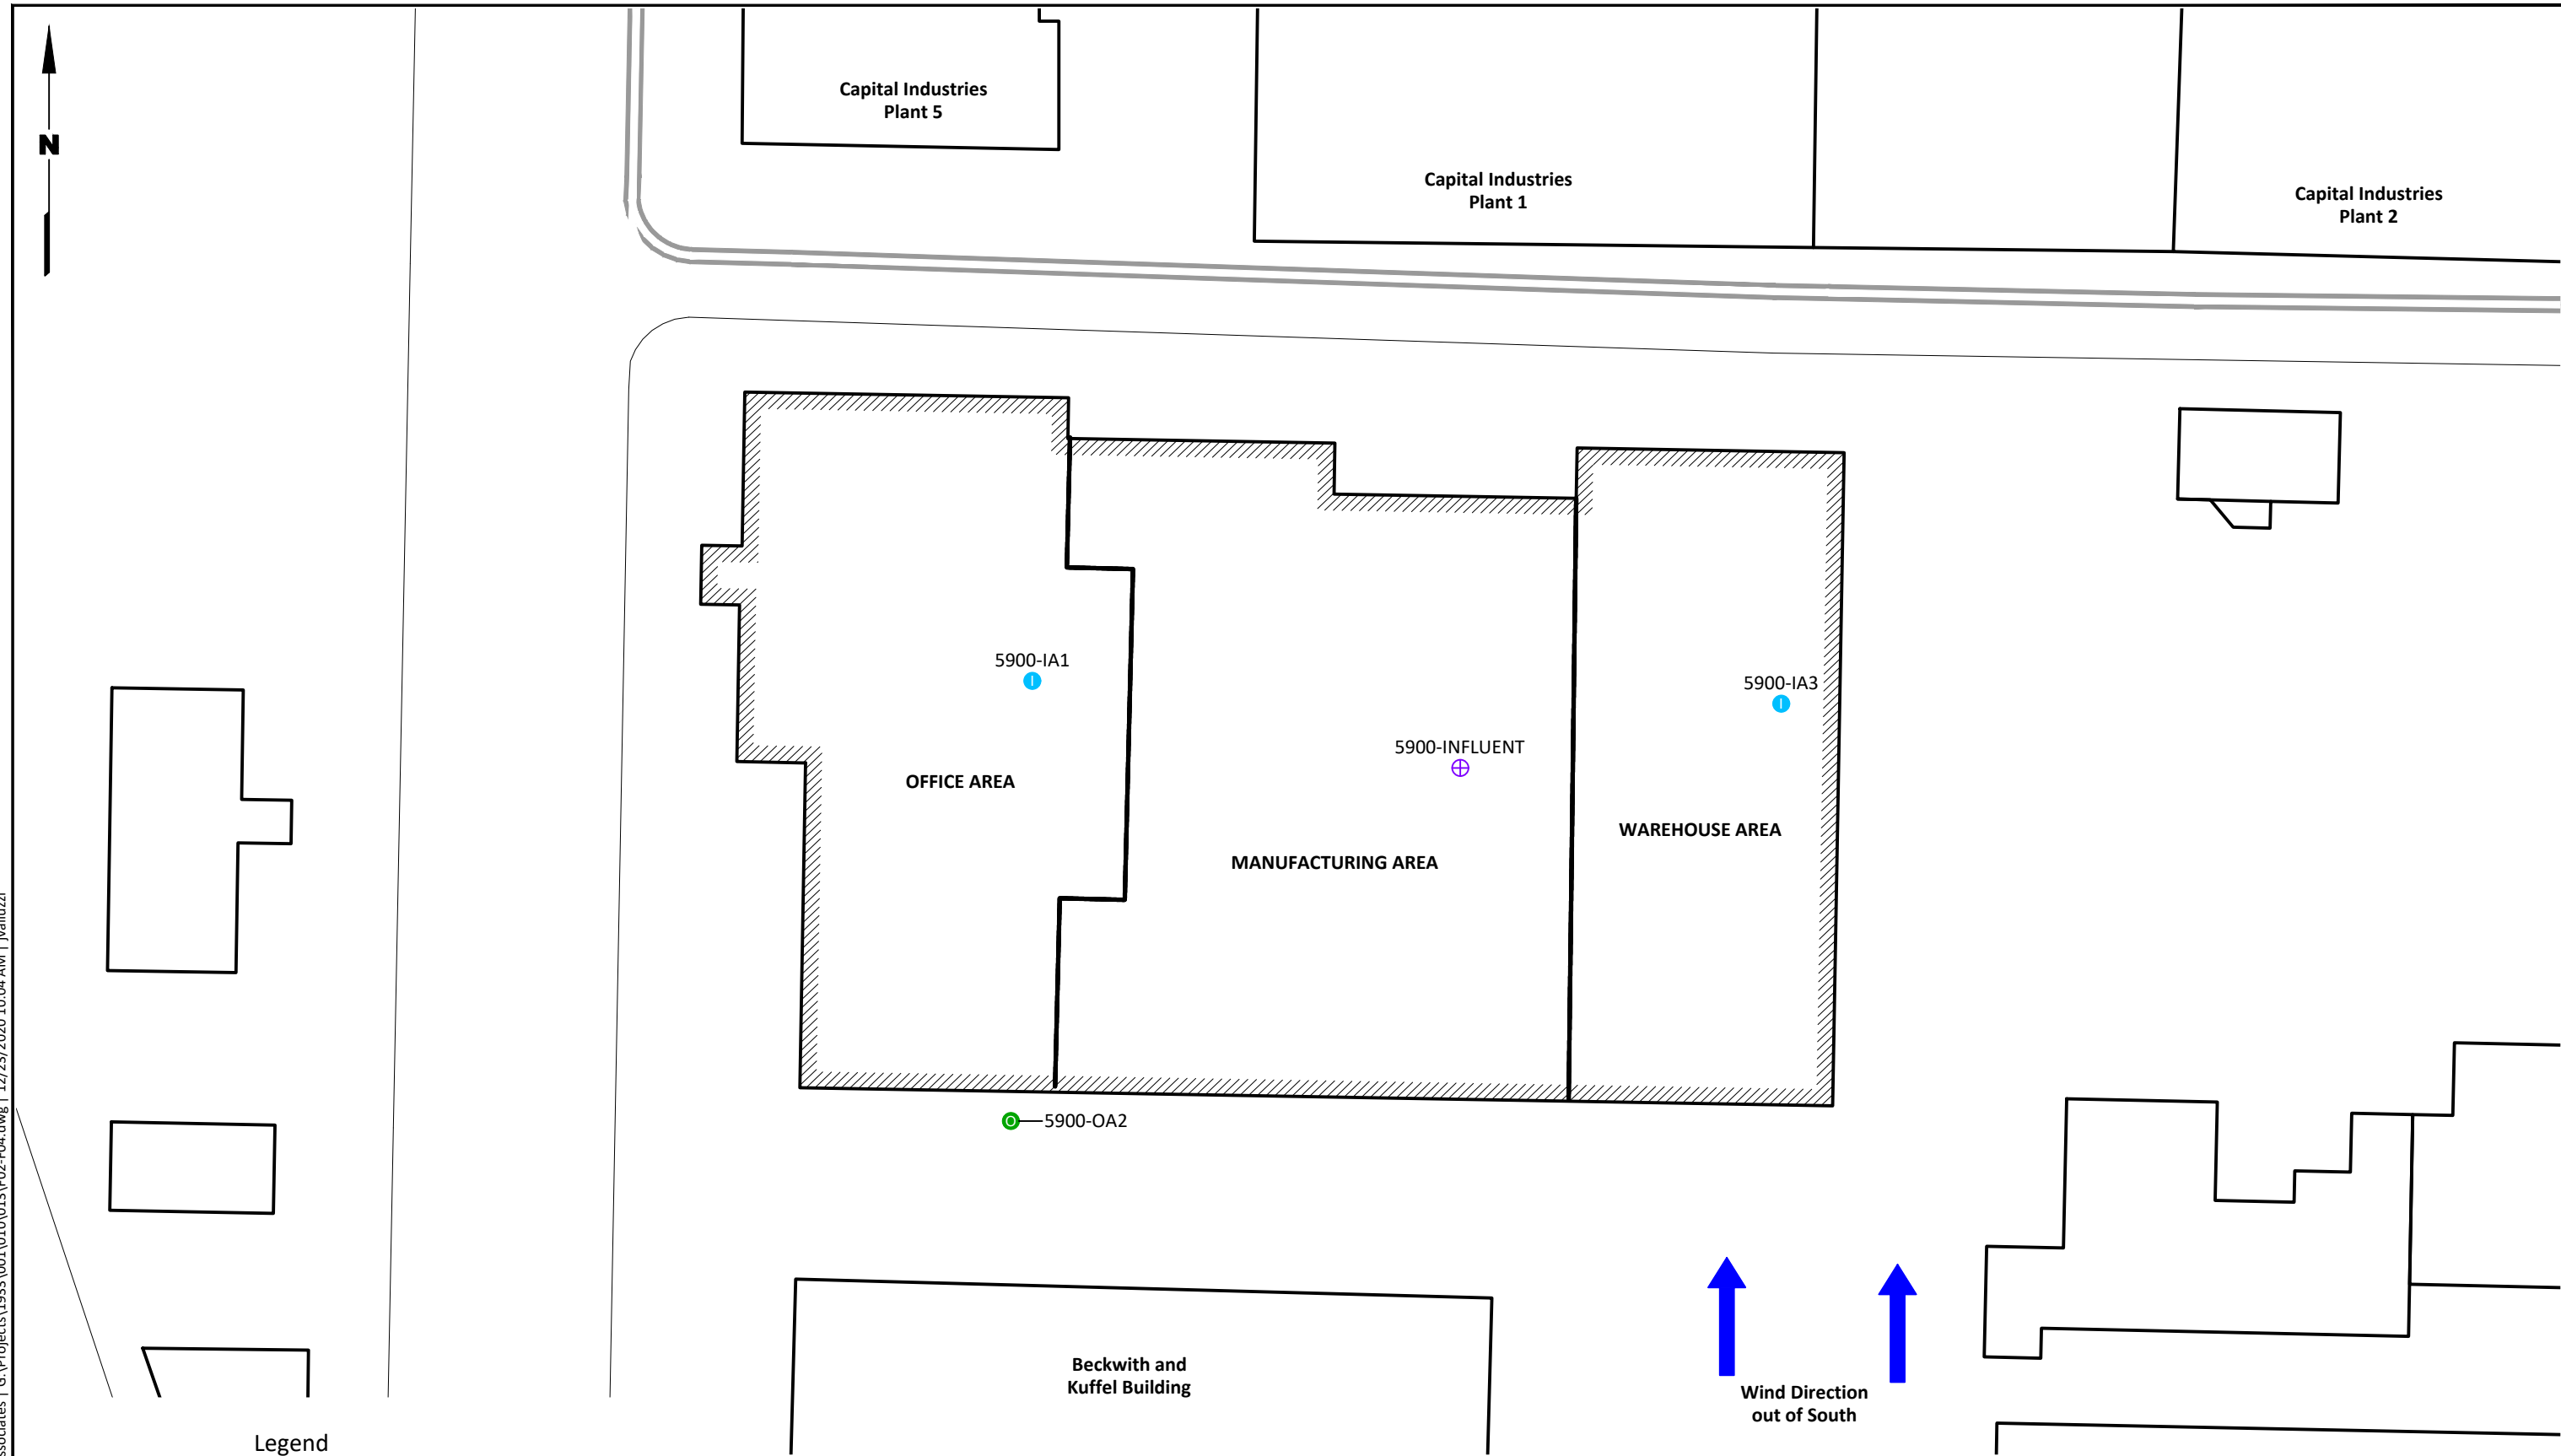 Capital Industries
Plant 5
N
Capital Industries
Plant 1
Capital Industries
Plant 2
5900-IA1
I
5900-IA3
I
5900-INFLUENT
OFFICE AREA
WAREHOUSE AREA
MANUFACTURING AREA
O
5900-OA2
Beckwith and
Kuffel Building
Wind Direction
out of South
Legend